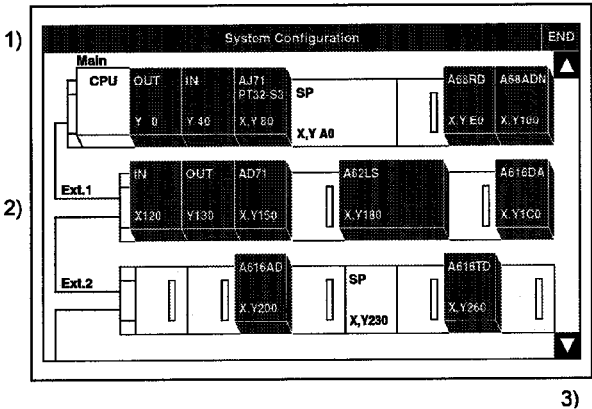 System Configuration END
1)
Main
CPU OUT IN AJ71 PT32-S3 SP A68RD A68ADN
Y 0 Y 40 X,Y 80 X,Y A0 X,Y E0 X,Y100
2)
Ext.1
IN OUT AD71 A62LS A616DA
X120 Y130 X,Y150 X,Y180 X,Y1C0
Ext.2
A616AD SP A616TD
X,Y200 X,Y230 X,Y260
3)